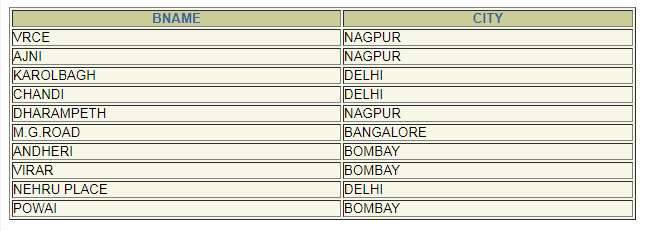 BNAME CITY
VRCE NAGPUR
AJNI NAGPUR
KAROLBAGH DELHI
CHANDI DELHI
DHARAMPETH NAGPUR
M.G.ROAD BANGALORE
ANDHERI BOMBAY
VIRAR BOMBAY
NEHRU PLACE DELHI
POWAI BOMBAY